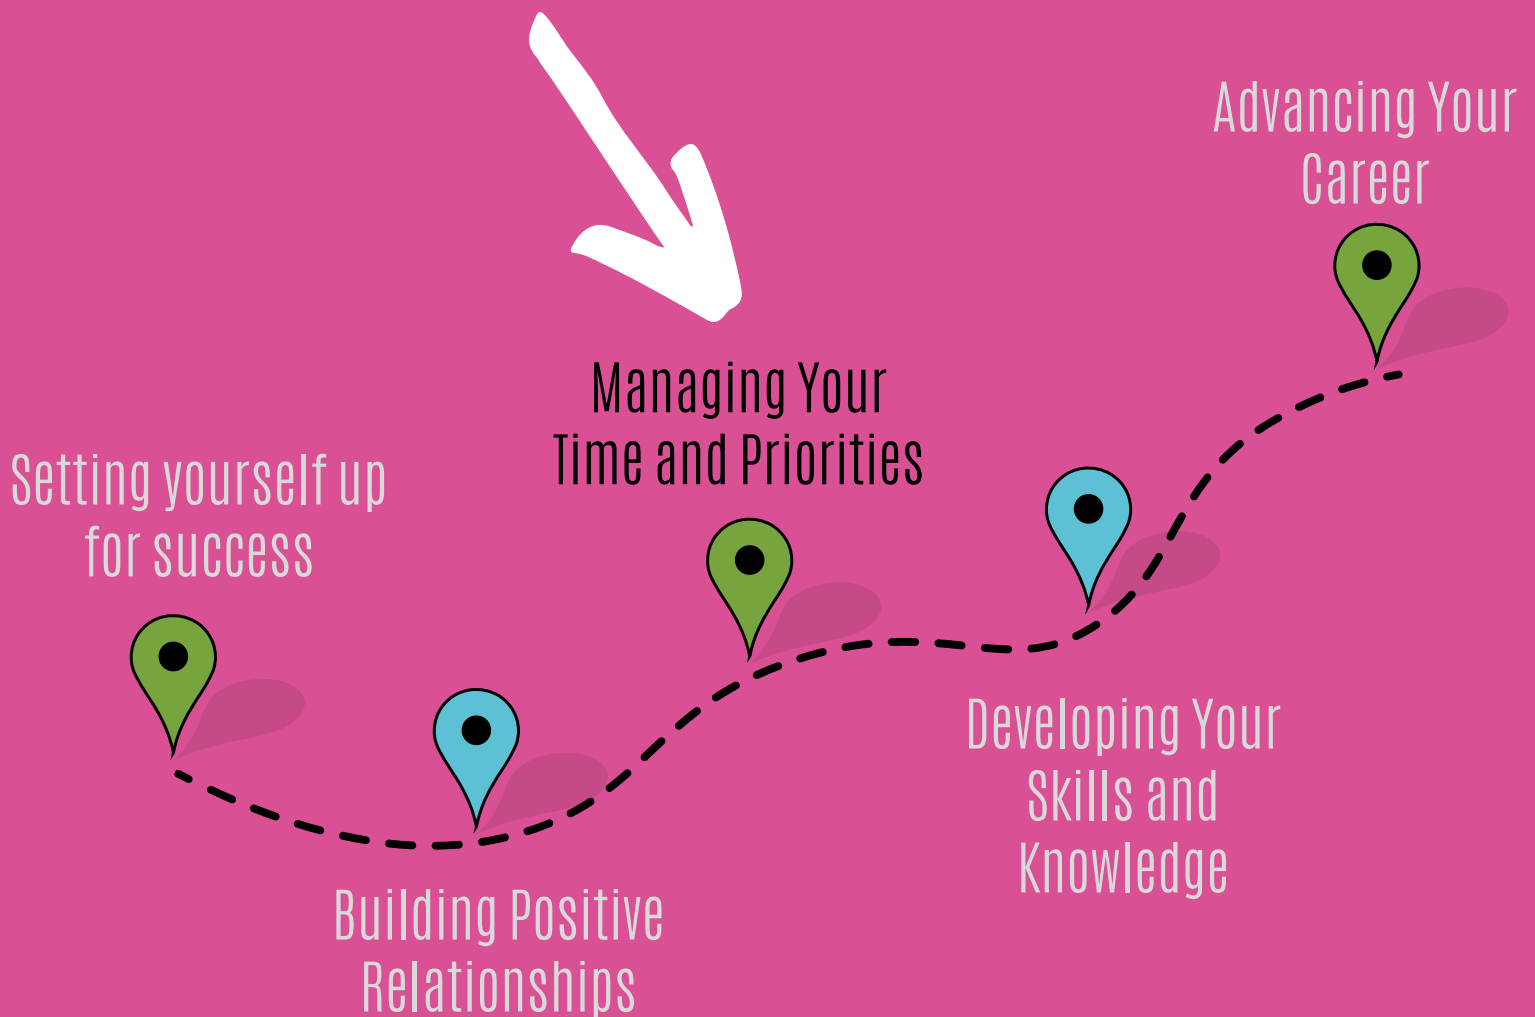 Setting yourself up
for success
Building Positive
Relationships
Managing Your
Time and Priorities
Developing Your
Skills and
Knowledge
Advancing Your
Career